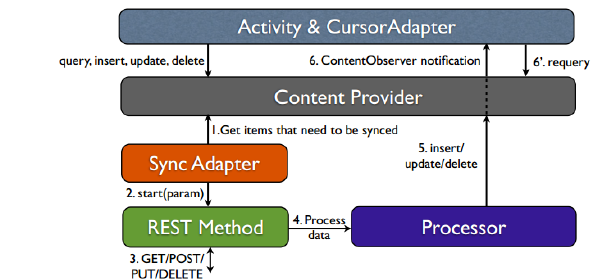 Activity & CursorAdapter
query, insert, update, delete
6. ContentObserver notification
6'. requery
Content Provider
1.Get items that need to be synced
Sync Adapter
5. insert/
update/delete
2. start(param)
REST Method
4. Process
data
Processor
3. GET/POST/
PUT/DELETE